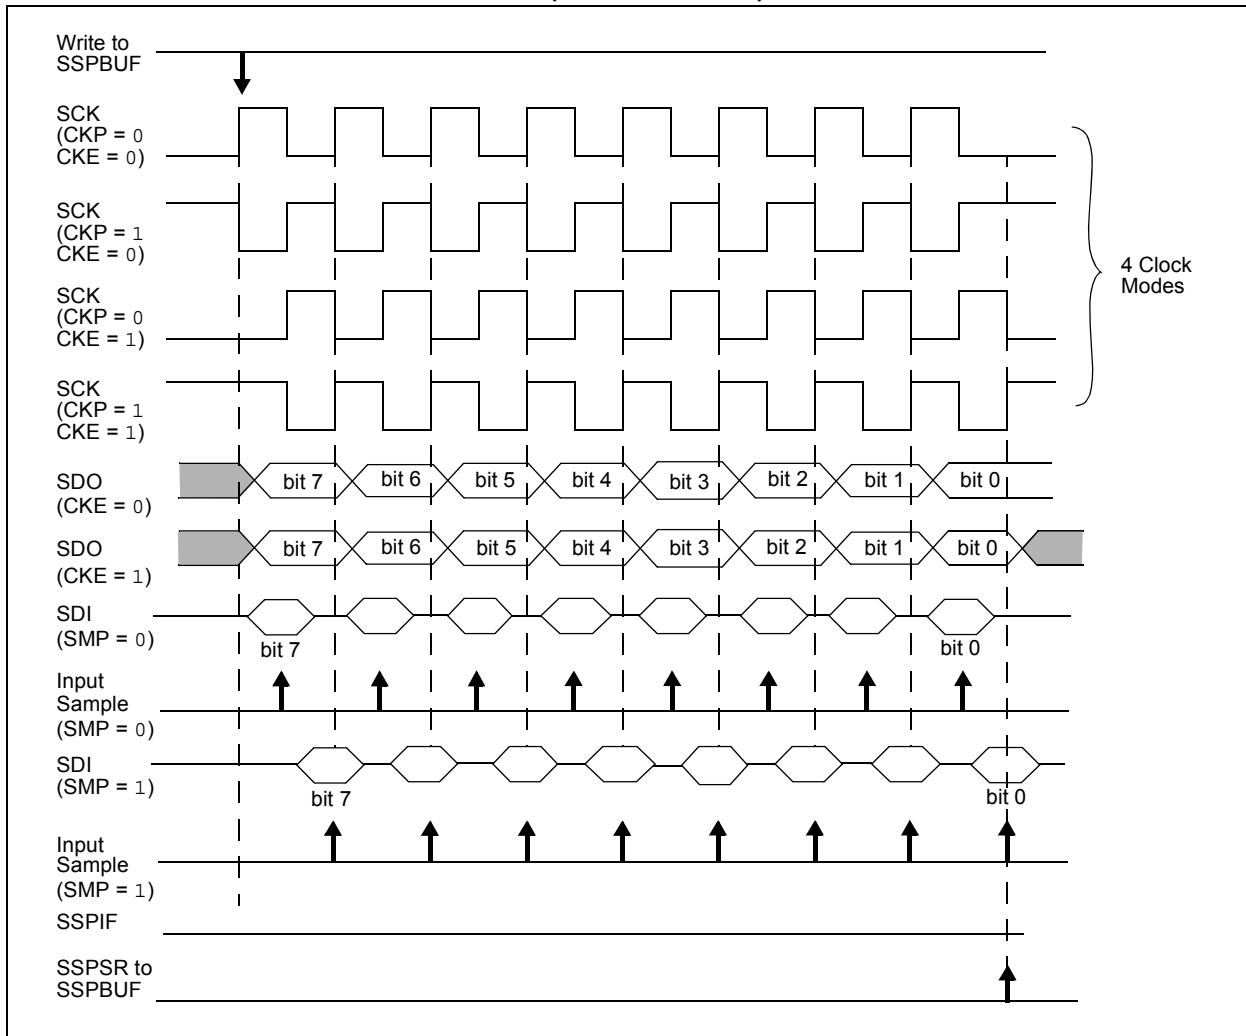 Write to
SSPBUF
SCK
(CKP = 0
CKE = 0)
SCK
(CKP = 1
CKE = 0)
SCK
(CKP = 0
CKE = 1)
SCK
(CKP = 1
CKE = 1)
4 Clock
Modes
SDO
(CKE = 0)
bit 7 bit 6 bit 5 bit 4 bit 3 bit 2 bit 1 bit 0
SDO
(CKE = 1)
bit 7 bit 6 bit 5 bit 4 bit 3 bit 2 bit 1 bit 0
SDI
(SMP = 0)
bit 7 bit 0
Input
Sample
(SMP = 0)
SDI
(SMP = 1)
bit 7 bit 0
Input
Sample
(SMP = 1)
SSPIF
SSPSR to
SSPBUF